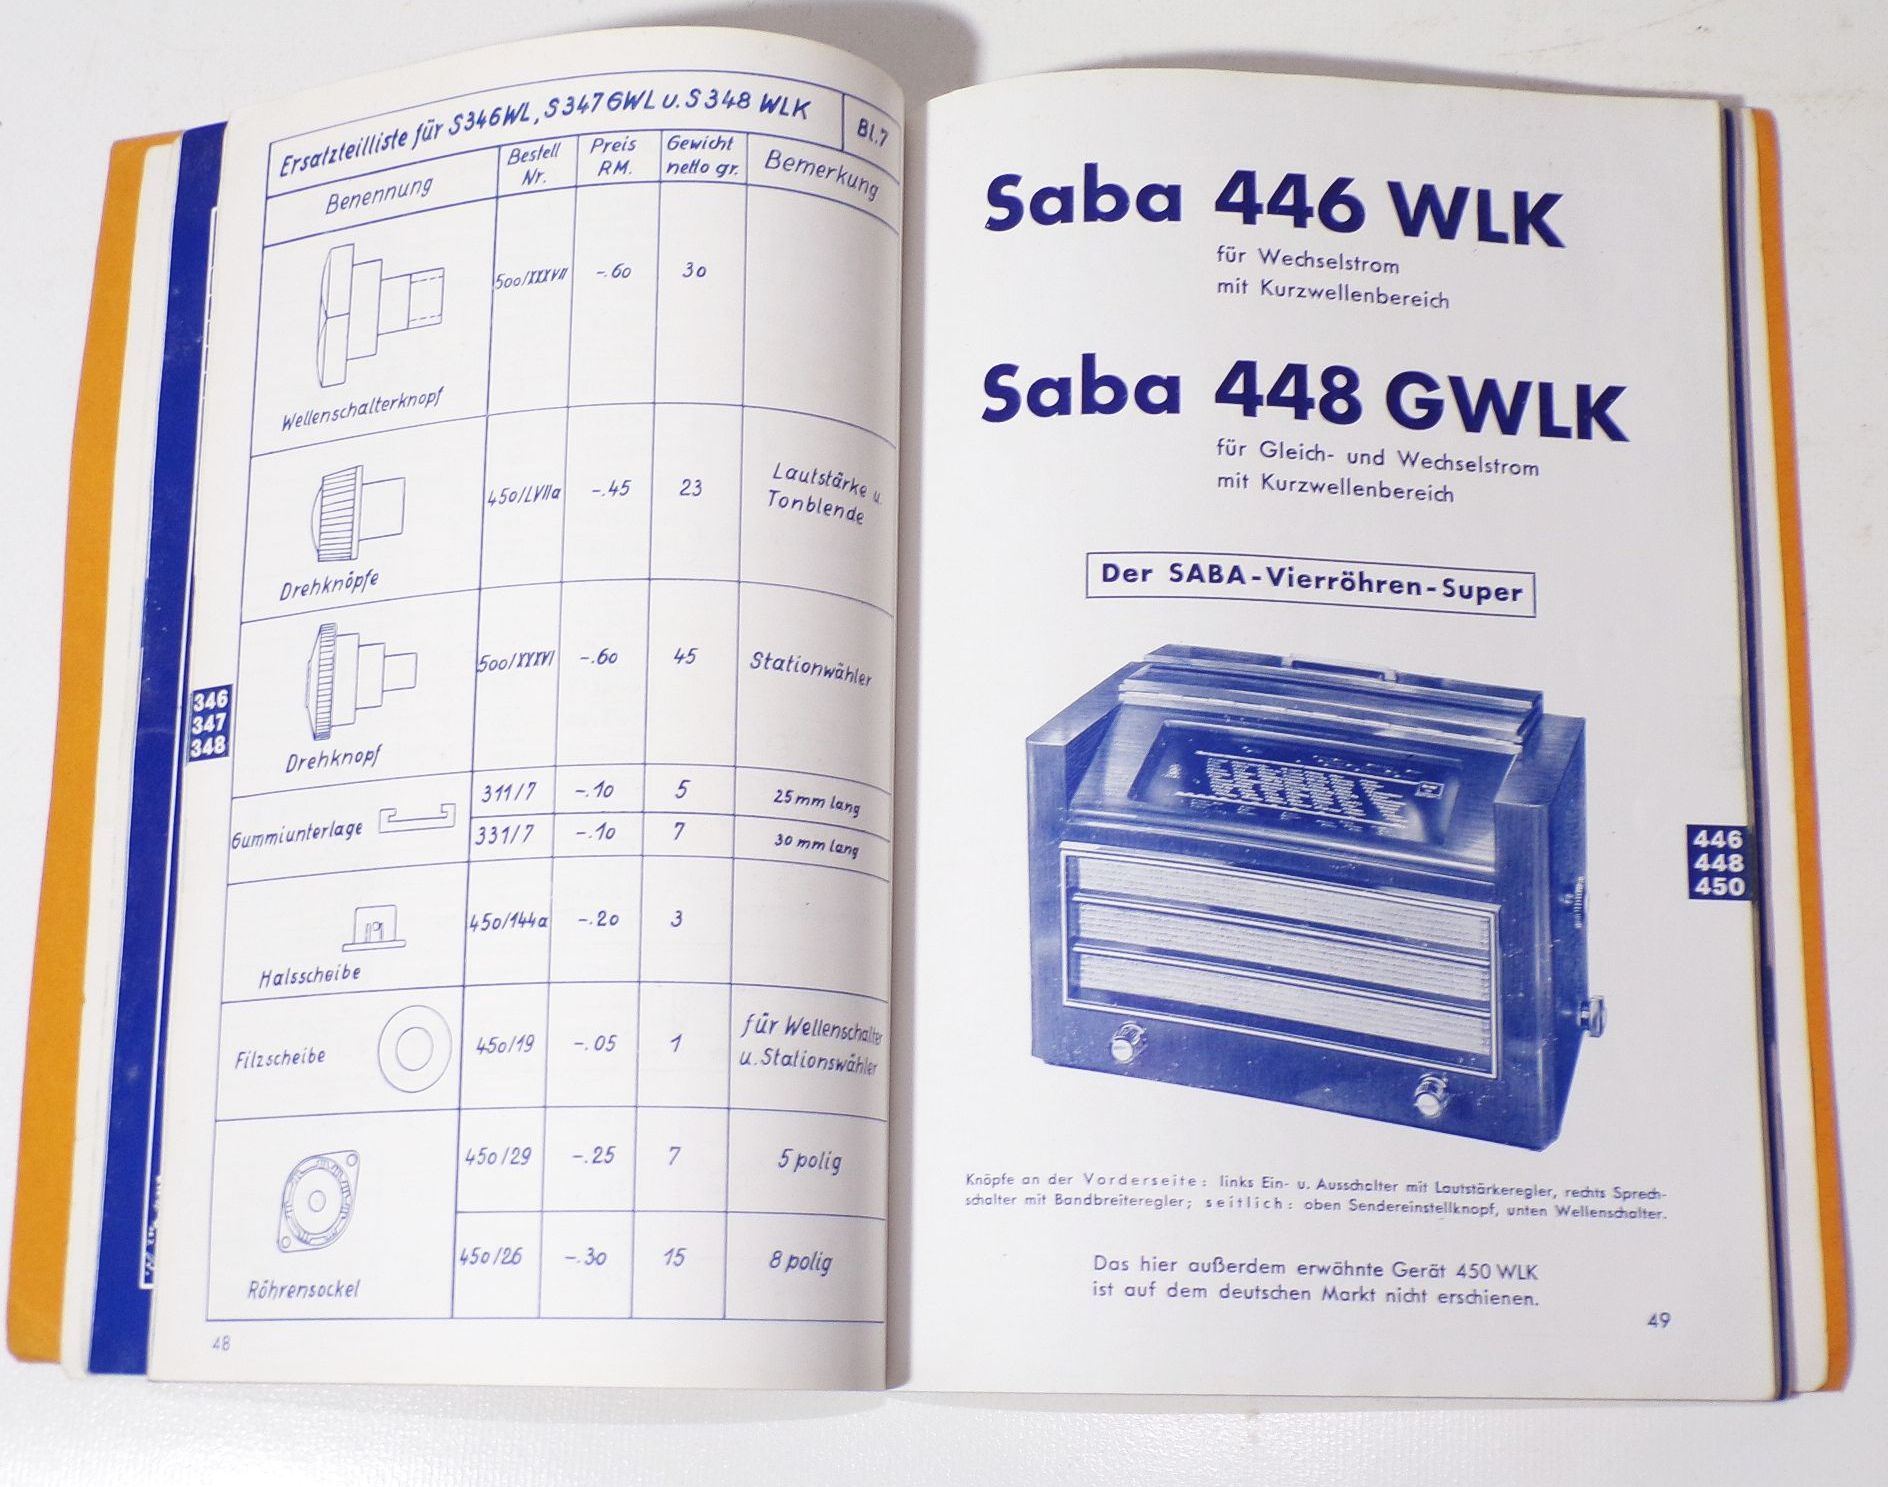 Ersatzteilliste für S346WL, S347GWL u. S348 WLK
Bl.7
Benennung
Bestell Nr.
Preis RM.
Gewicht netto gr.
Bemerkung
Wellenschalterknopf
500/XXXVII
-.60
30
Drehknöpfe
450/LVIIa
-.45
23
Lautstärke u.
Tonblende
Drehknopf
500/XXXVI
-.60
45
Stationwähler
Gummiunterlage
311/7
-.10
5
25 mm lang
331/7
-.10
7
30 mm lang
Halsscheibe
450/144a
-.20
3
Filzscheibe
450/19
-.05
1
für Wellenschalter
u. Stationswähler
Röhrensockel
450/29
-.25
7
5 polig
450/26
-.30
15
8 polig
346
347
348
48
Saba 446 WLK
für Wechselstrom
mit Kurzwellenbereich
Saba 448 GWLK
für Gleich- und Wechselstrom
mit Kurzwellenbereich
Der SABA-Vierröhren-Super
446
448
450
Knöpfe an der Vorderseite: links Ein- u. Ausschalter mit Lautstärkeregler, rechts Sprech-
schalter mit Bandbreiteregler; seitlich: oben Sendereinstellknopf, unten Wellenschalter.
Das hier außerdem erwähnte Gerät 450 WLK
ist auf dem deutschen Markt nicht erschienen.
49